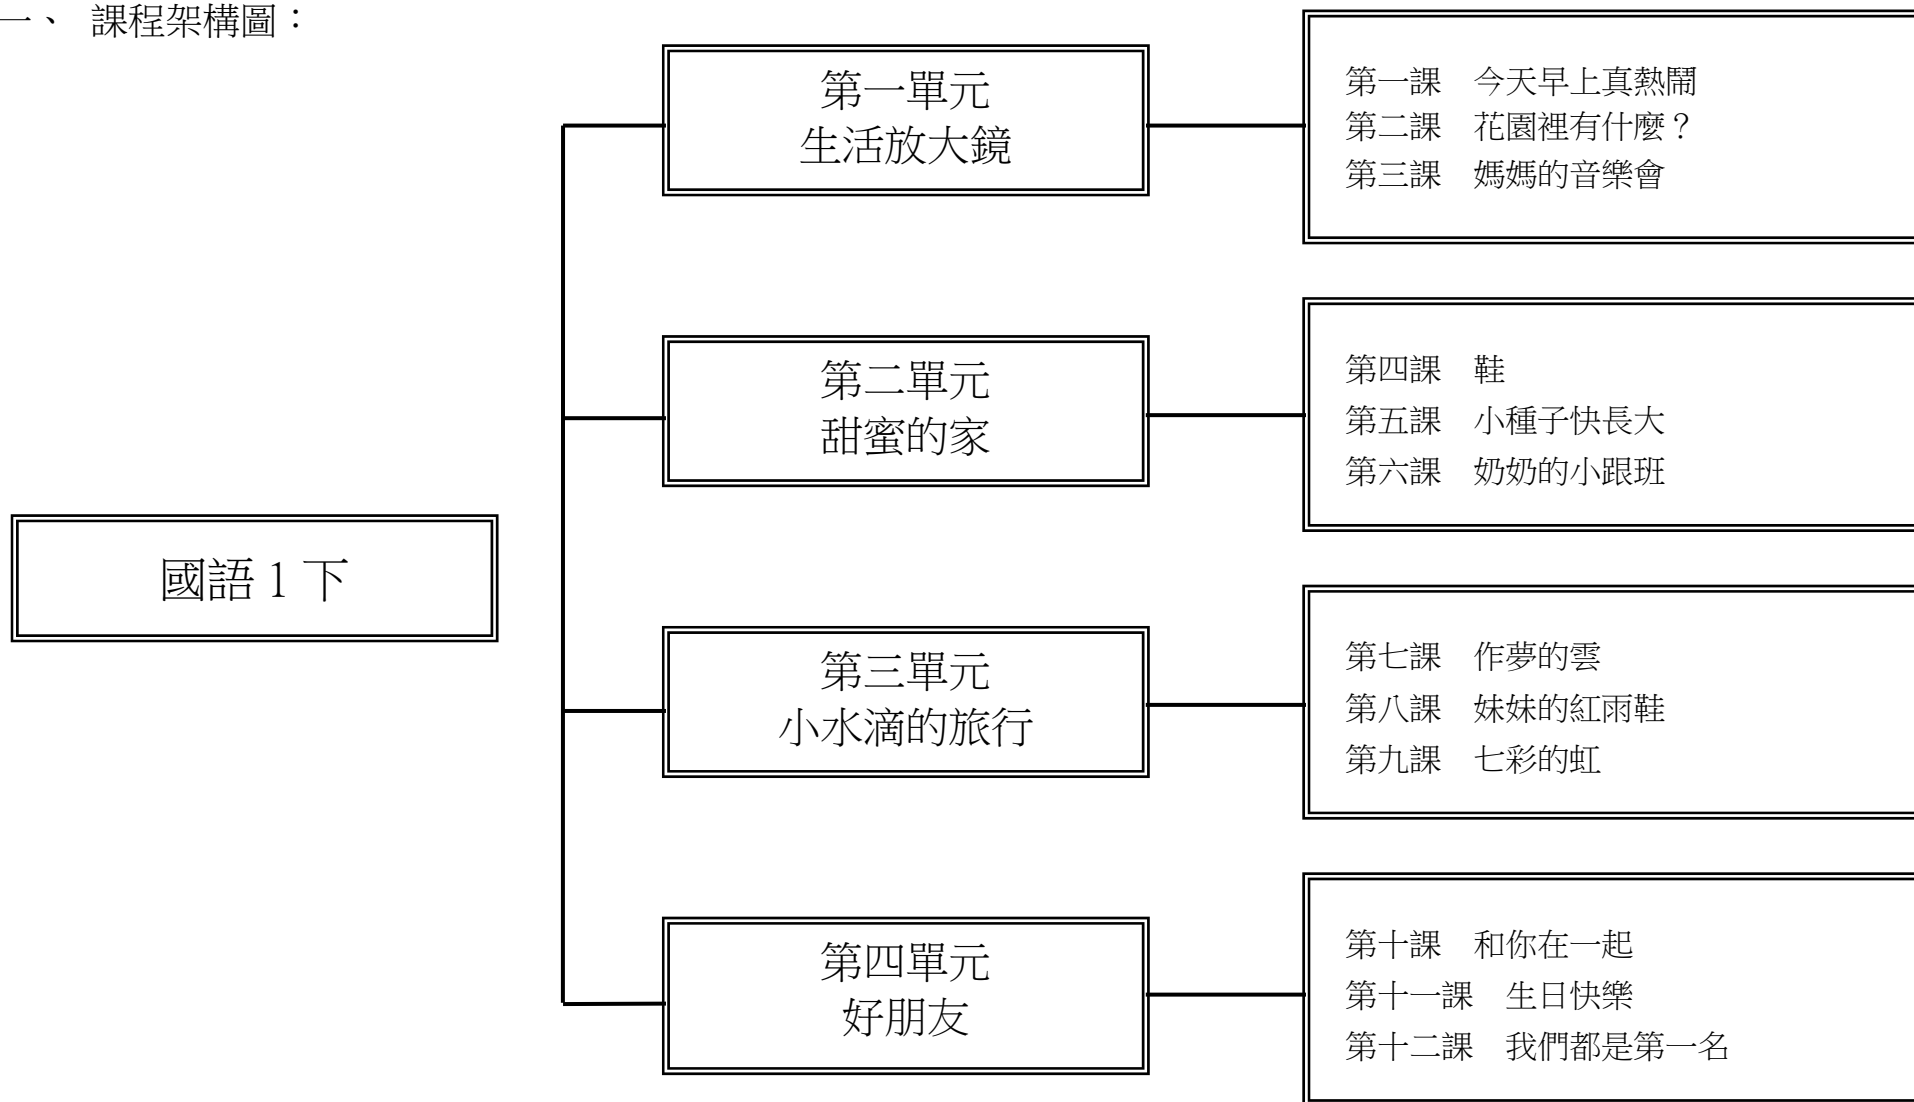 一、 課程架構圖：
國語 1 下
第一單元
生活放大鏡
第一課　今天早上真熱鬧
第二課　花園裡有什麼？
第三課　媽媽的音樂會
第二單元
甜蜜的家
第四課　鞋
第五課　小種子快長大
第六課　奶奶的小跟班
第三單元
小水滴的旅行
第七課　作夢的雲
第八課　妹妹的紅雨鞋
第九課　七彩的虹
第四單元
好朋友
第十課　和你在一起
第十一課　生日快樂
第十二課　我們都是第一名